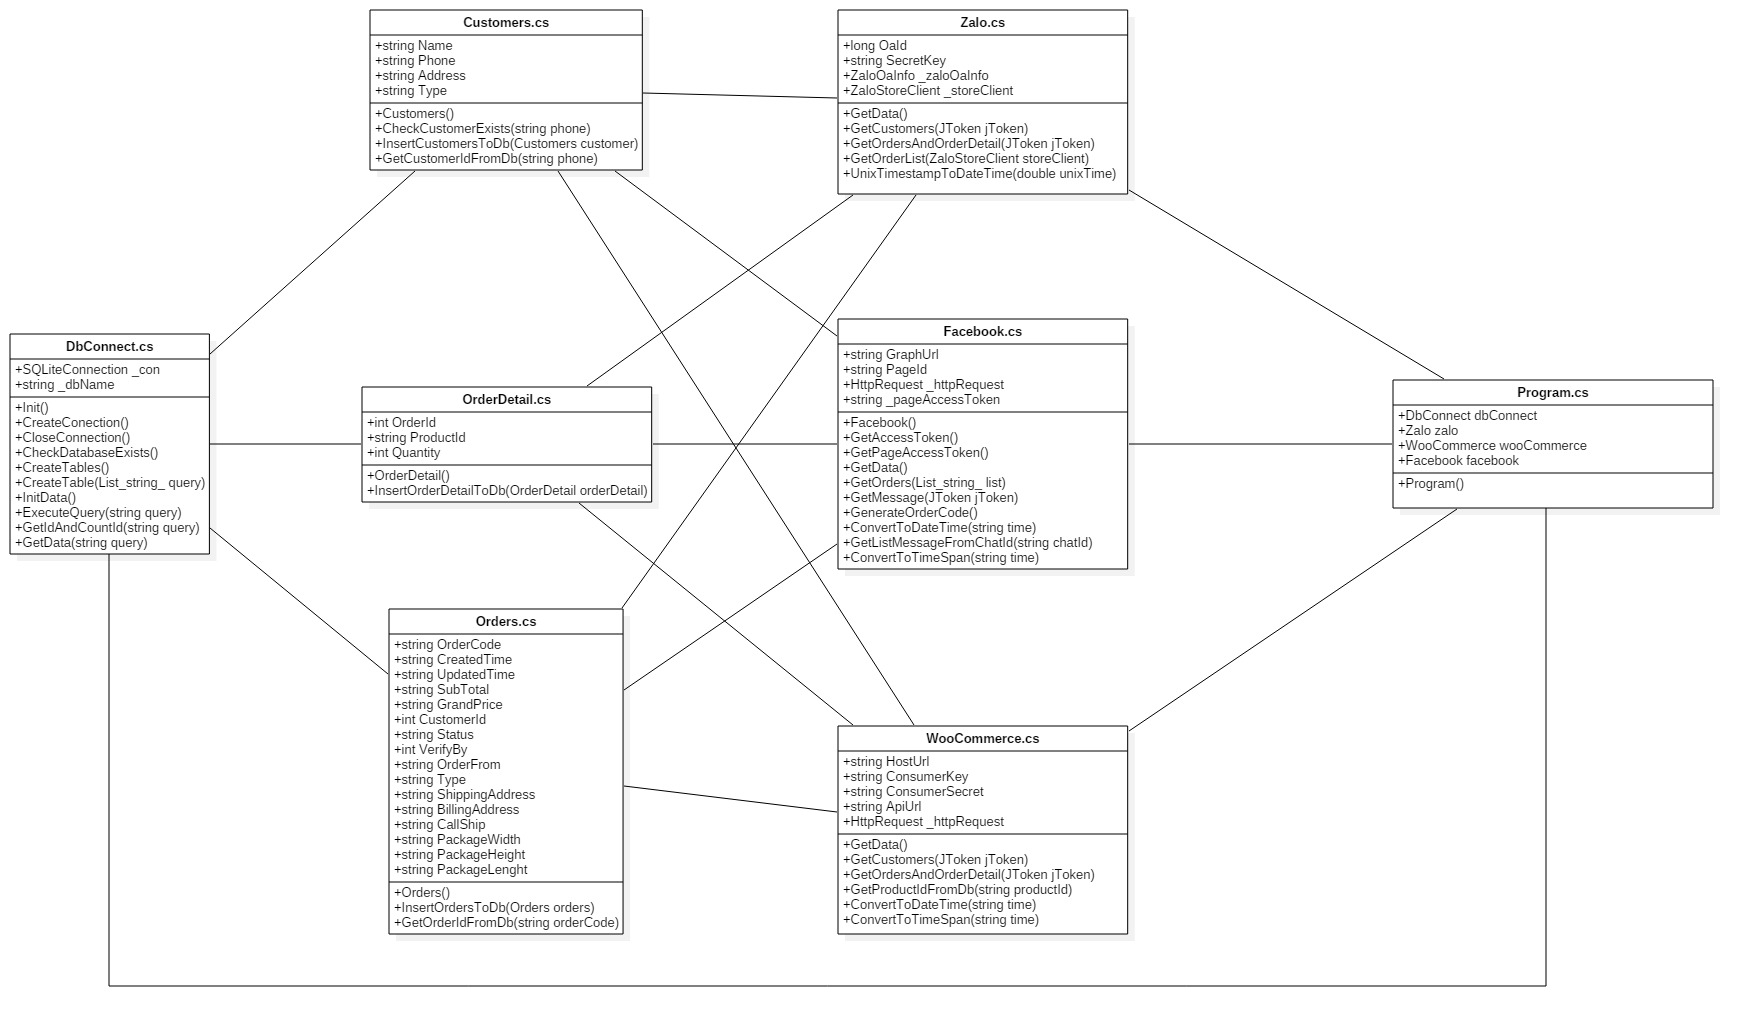 Customers.cs
+string Name
+string Phone
+string Address
+string Type
+Customers()
+CheckCustomerExists(string phone)
+InsertCustomersToDb(Customers customer)
+GetCustomerIdFromDb(string phone)
Zalo.cs
+long OaId
+string SecretKey
+ZaloOaInfo _zaloOaInfo
+ZaloStoreClient _storeClient
+GetData()
+GetCustomers(JToken jToken)
+GetOrdersAndOrderDetail(JToken jToken)
+GetOrderList(ZaloStoreClient storeClient)
+UnixTimestampToDateTime(double unixTime)
DbConnect.cs
+SQLiteConnection _con
+string _dbName
+Init()
+CreateConection()
+CloseConnection()
+CheckDatabaseExists()
+CreateTables()
+CreateTable(List_string_ query)
+InitData()
+ExecuteQuery(string query)
+GetIdAndCountId(string query)
+GetData(string query)
OrderDetail.cs
+int OrderId
+string ProductId
+int Quantity
+OrderDetail()
+InsertOrderDetailToDb(OrderDetail orderDetail)
Facebook.cs
+string GraphUrl
+string PageId
+HttpRequest _httpRequest
+string _pageAccessToken
+Facebook()
+GetAccessToken()
+GetPageAccessToken()
+GetData()
+GetOrders(List_string_ list)
+GetMessage(JToken jToken)
+GenerateOrderCode()
+ConvertToDateTime(string time)
+GetListMessageFromChatId(string chatId)
+ConvertToTimeSpan(string time)
Program.cs
+DbConnect dbConnect
+Zalo zalo
+WooCommerce wooCommerce
+Facebook facebook
+Program()
Orders.cs
+string OrderCode
+string CreatedTime
+string UpdatedTime
+string SubTotal
+string GrandPrice
+int CustomerId
+string Status
+int VerifyBy
+string OrderFrom
+string Type
+string ShippingAddress
+string BillingAddress
+string CallShip
+string PackageWidth
+string PackageHeight
+string PackageLenght
+Orders()
+InsertOrdersToDb(Orders orders)
+GetOrderIdFromDb(string orderCode)
WooCommerce.cs
+string HostUrl
+string ConsumerKey
+string ConsumerSecret
+string ApiUrl
+HttpRequest _httpRequest
+GetData()
+GetCustomers(JToken jToken)
+GetOrdersAndOrderDetail(JToken jToken)
+GetProductIdFromDb(string productId)
+ConvertToDateTime(string time)
+ConvertToTimeSpan(string time)